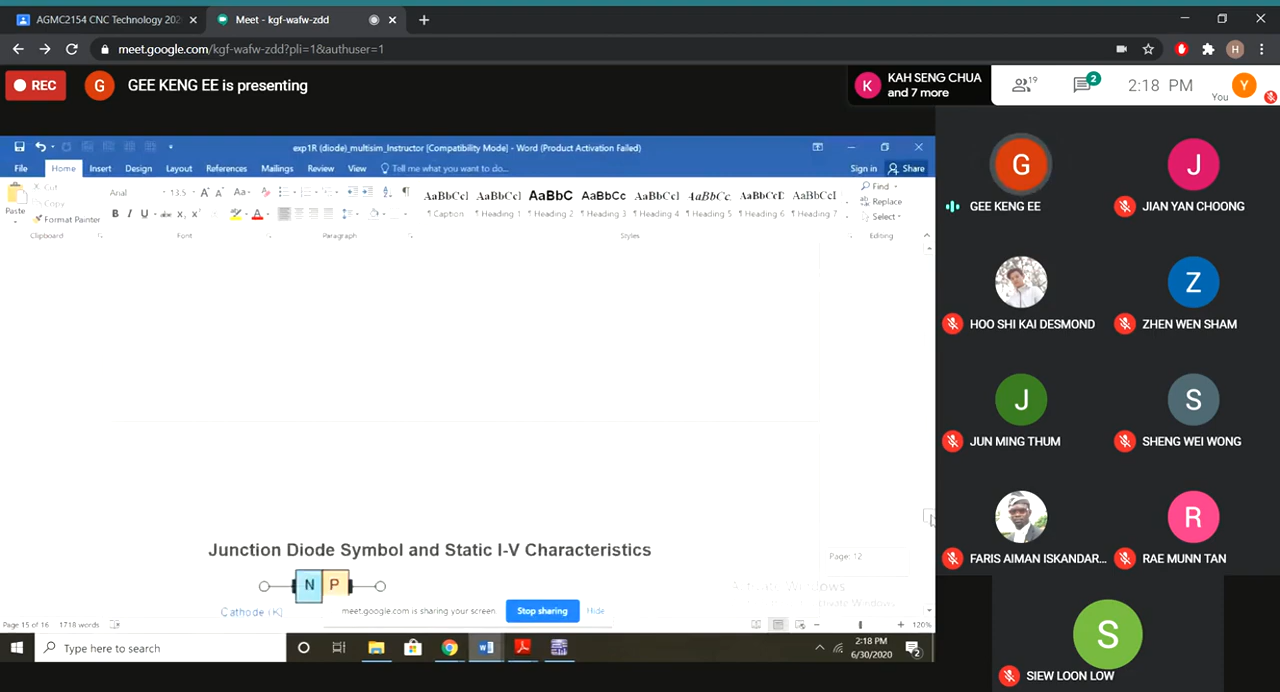 AGMC2154 CNC Technology 202
Meet - kgf-wafw-zdd
meet.google.com/kgf-wafw-zdd?pli=1&authuser=1
H
REC
G
GEE KENG EE is presenting
K
KAH SENG CHUA
and 7 more
19
2
2:18 PM
You
Y
exp1R (diode)_multisim_Instructor [Compatibility Mode] - Word (Product Activation Failed)
File
Home
Insert
Design
Layout
References
Mailings
Review
View
Tell me what you want to do...
Sign in
Share
Paste
Cut
Copy
Format Painter
Arial
13.5
AaBbCcI
AaBbCcI
AaBbC
AaBbCc
AaBbCcI
AaBbCc
AaBbCcD
AaBbCcI
¶ Caption
¶ Heading 1
¶ Heading 2
¶ Heading 3
¶ Heading 4
¶ Heading 5
¶ Heading 6
¶ Heading 7
Find
Replace
Select
Clipboard
Font
Paragraph
Styles
Editing
Junction Diode Symbol and Static I-V Characteristics
N P
Cathode (K)
Page: 12
Activate Windows
meet.google.com is sharing your screen.
Stop sharing
Hide
Page 15 of 16
1718 words
120%
Type here to search
2:18 PM
6/30/2020
2
G
GEE KENG EE
J
JIAN YAN CHOONG
HOO SHI KAI DESMOND
Z
ZHEN WEN SHAM
J
JUN MING THUM
S
SHENG WEI WONG
FARIS AIMAN ISKANDAR...
R
RAE MUNN TAN
S
SIEW LOON LOW